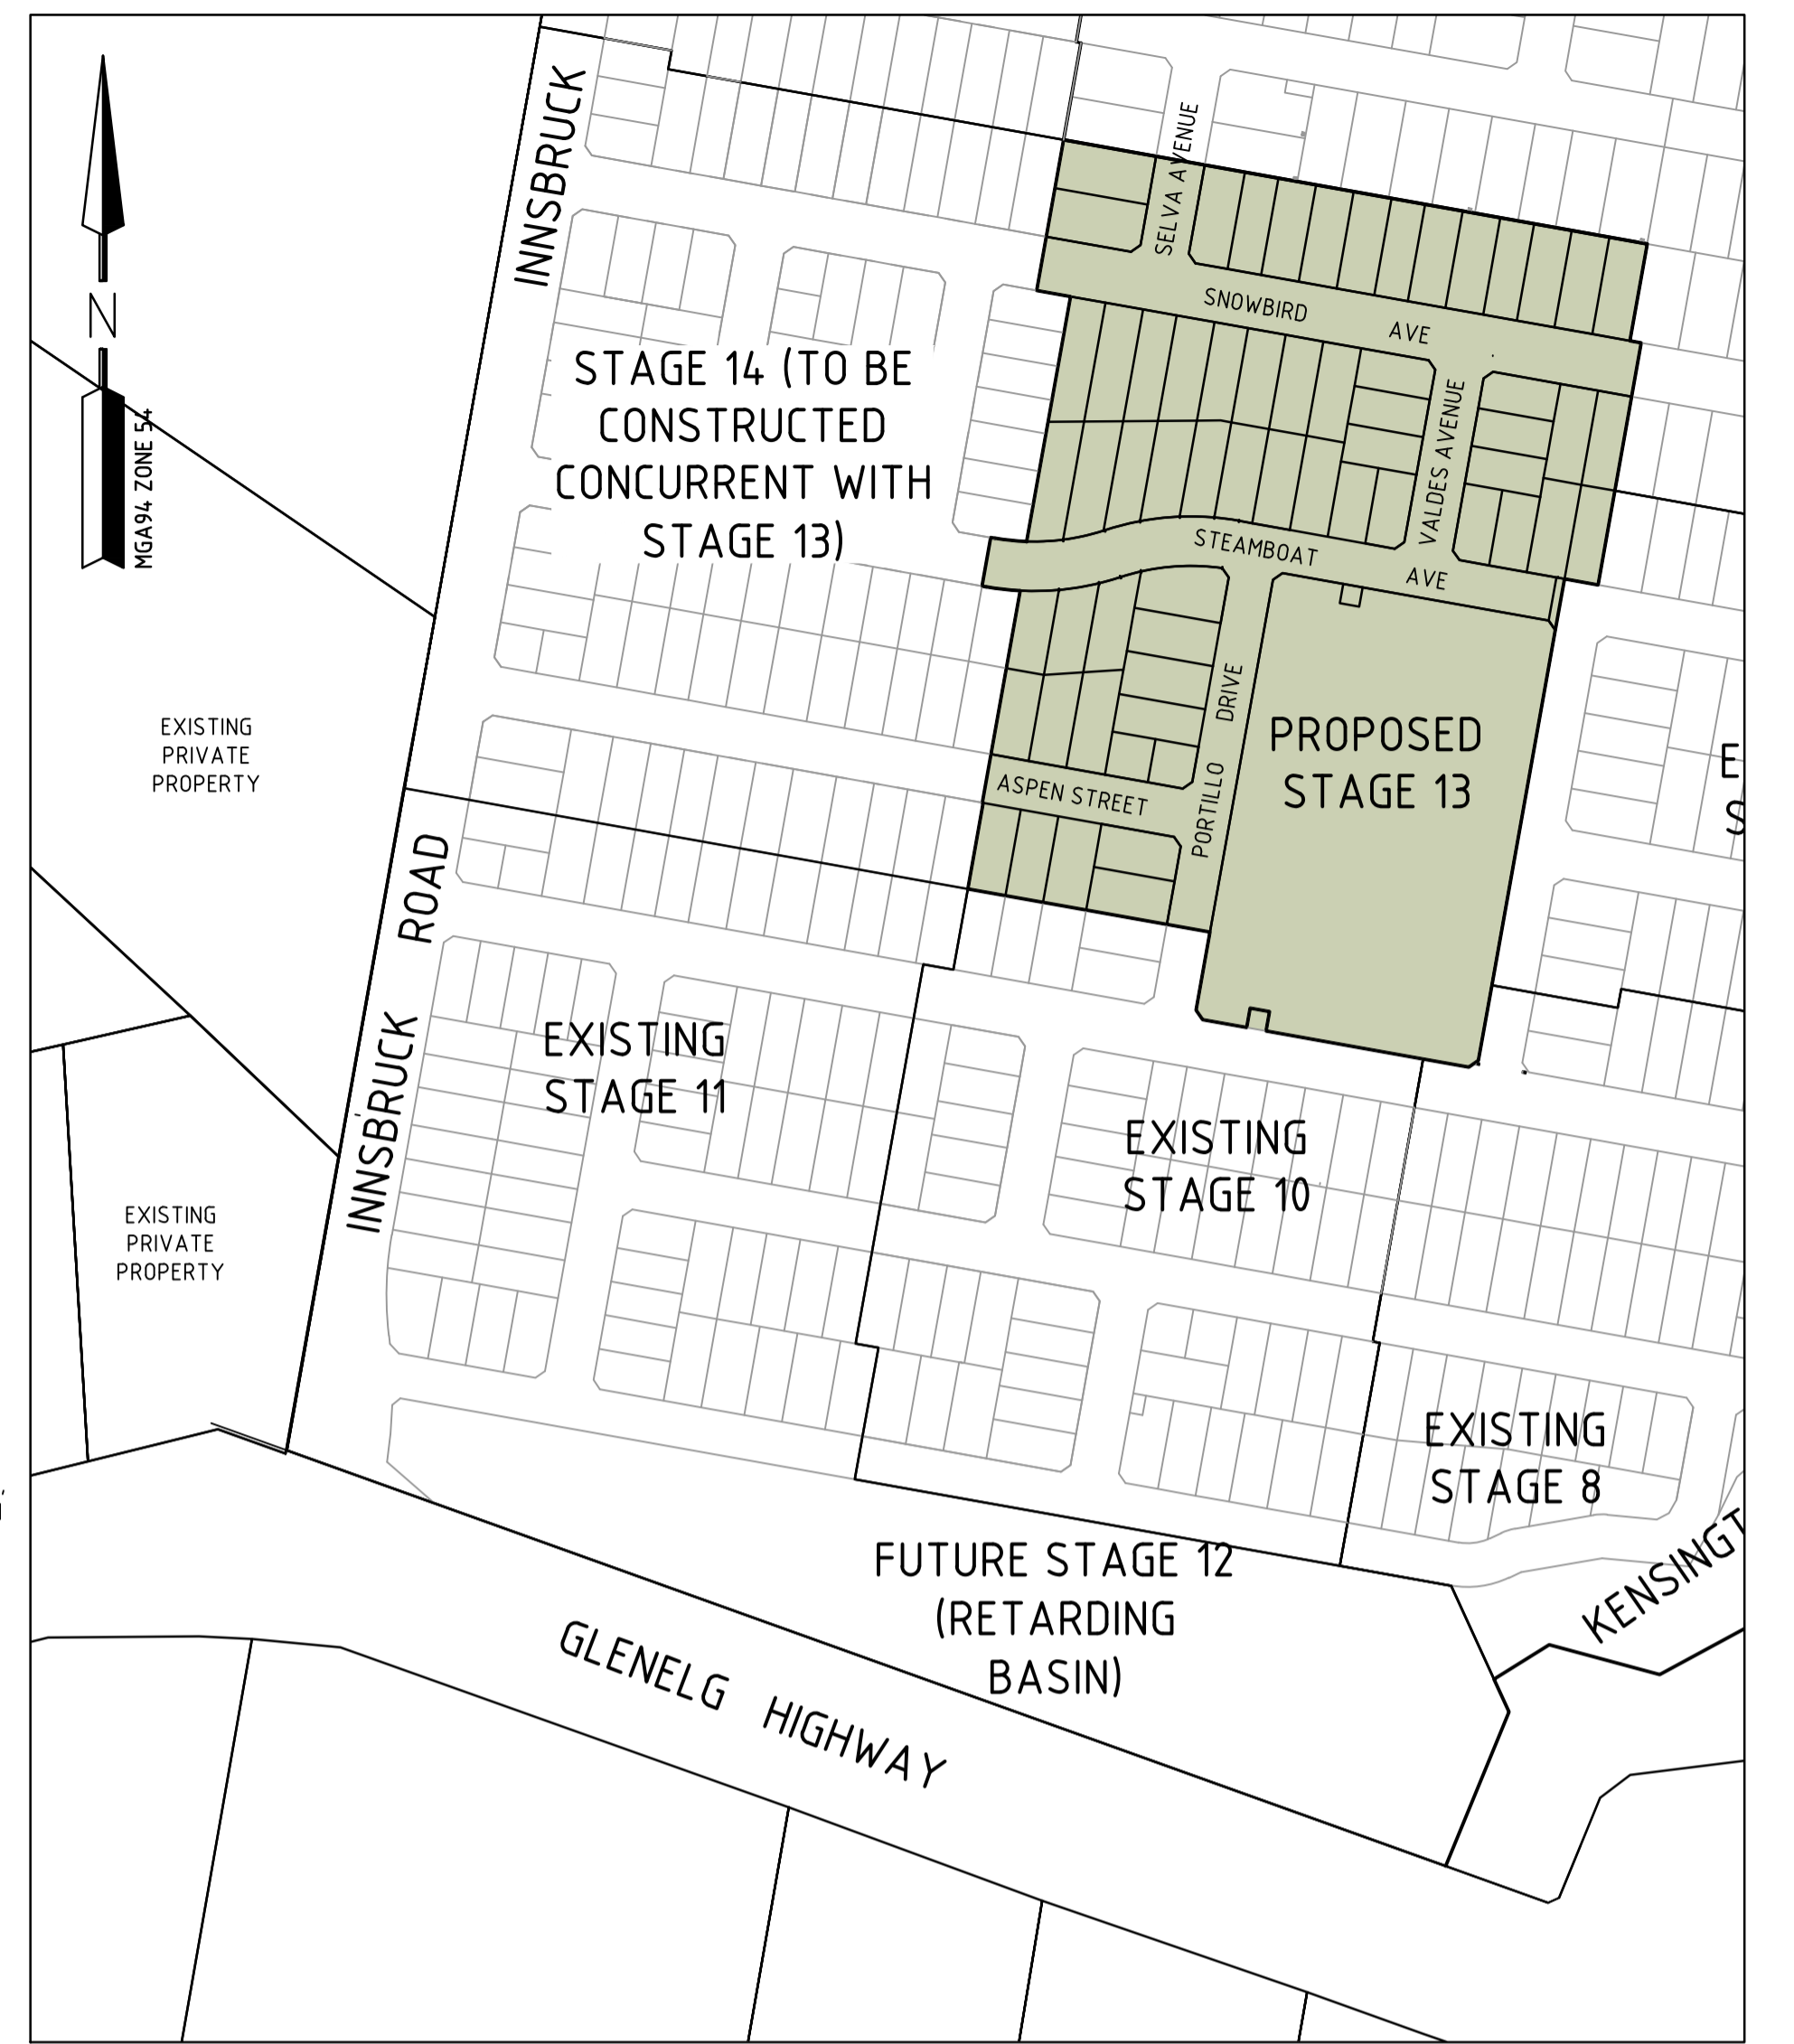 INNSBRUCK
SELVA AVENUE
N
MGA94 ZONE 54
SNOWBIRD AVE
STAGE 14 (TO BE
CONSTRUCTED
CONCURRENT WITH
STAGE 13)
VALDES AVENUE
STEAMBOAT AVE
PORTILLO DRIVE
PROPOSED
STAGE 13
EXISTING
PRIVATE
PROPERTY
ASPEN STREET
ROAD
INNSBRUCK
EXISTING
STAGE 11
EXISTING
STAGE 10
EXISTING
PRIVATE
PROPERTY
EXISTING
STAGE 8
FUTURE STAGE 12
(RETARDING
BASIN)
KENSINGT
GLENELG HIGHWAY